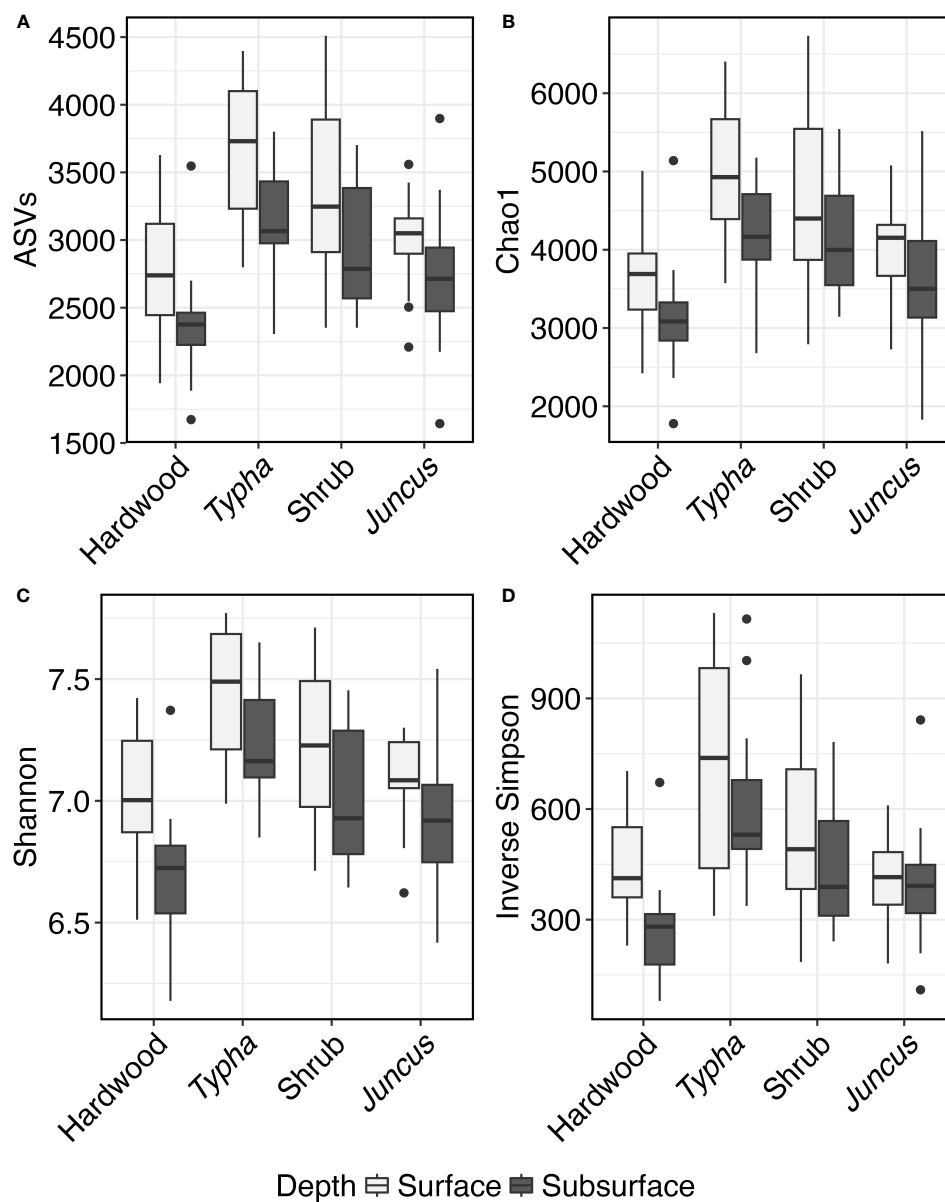 A
ASVs
4500
4000
3500
3000
2500
2000
1500
Hardwood
Typha
Shrub
Juncus
B
Chao1
6000
5000
4000
3000
2000
Hardwood
Typha
Shrub
Juncus
C
Shannon
7.5
7.0
6.5
Hardwood
Typha
Shrub
Juncus
D
Inverse Simpson
900
600
300
Hardwood
Typha
Shrub
Juncus
Depth Surface Subsurface